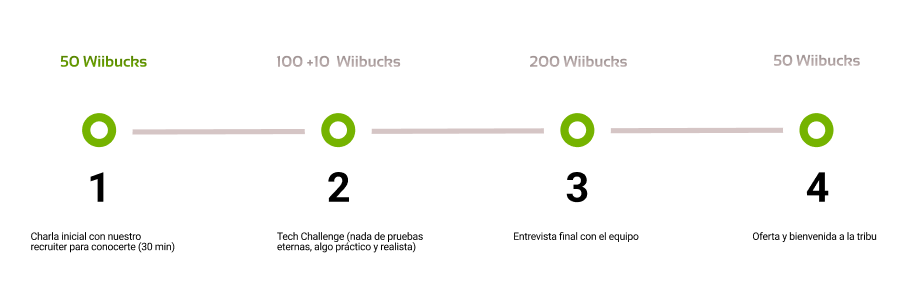 50 Wiibucks
100 +10 Wiibucks
200 Wiibucks
50 Wiibucks
1
2
3
4
Charla inicial con nuestro
recruiter para conocerte (30 min)
Tech Challenge (nada de pruebas
eternas, algo práctico y realista)
Entrevista final con el equipo
Oferta y bienvenida a la tribu